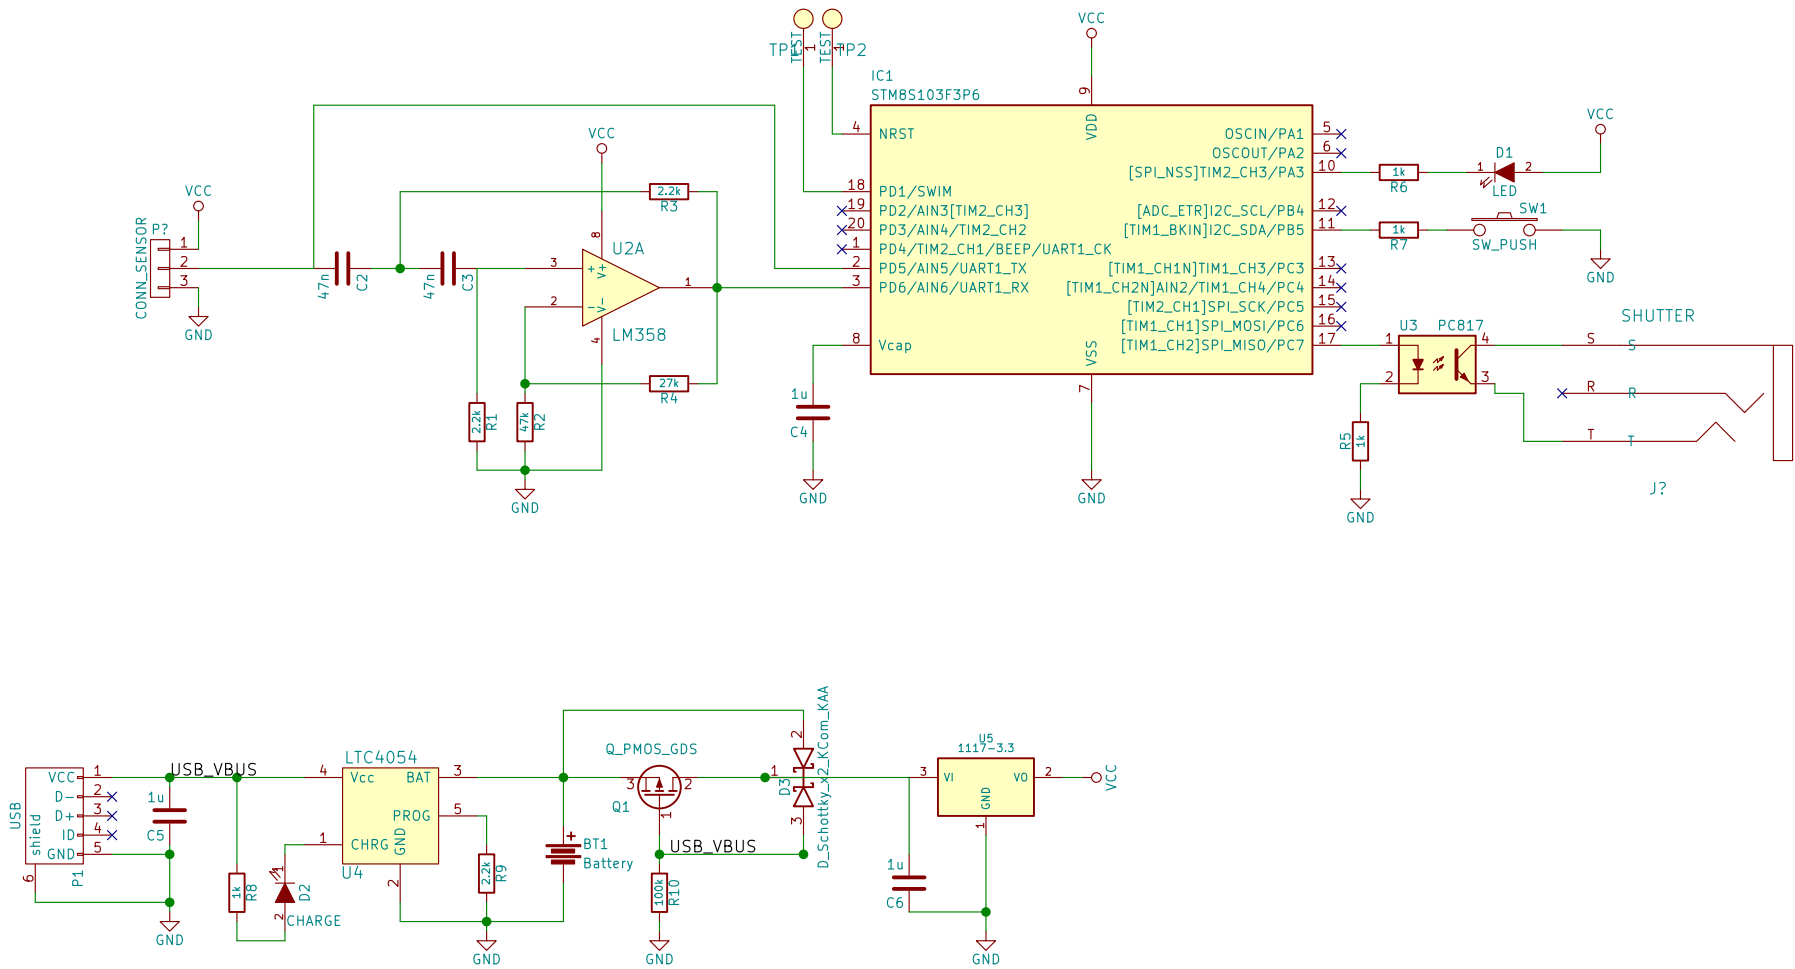 TP1
TEST
1
TEST
1
TP2
VCC
IC1
STM8S103F3P6
9
VDD
4
NRST
18
PD1/SWIM
19
PD2/AIN3[TIM2_CH3]
20
PD3/AIN4/TIM2_CH2
1
PD4/TIM2_CH1/BEEP/UART1_CK
2
PD5/AIN5/UART1_TX
3
PD6/AIN6/UART1_RX
8
Vcap
VSS
7
GND
OSCIN/PA1
5
OSCOUT/PA2
6
[SPI_NSS]TIM2_CH3/PA3
10
[ADC_ETR]I2C_SCL/PB4
12
[TIM1_BKIN]I2C_SDA/PB5
11
[TIM1_CH1N]TIM1_CH3/PC3
13
[TIM1_CH2N]AIN2/TIM1_CH4/PC4
14
[TIM2_CH1]SPI_SCK/PC5
15
[TIM1_CH1]SPI_MOSI/PC6
16
[TIM1_CH2]SPI_MISO/PC7
17
1k
R6
D1
1
2
LED
VCC
1k
R7
SW1
SW_PUSH
GND
U3
PC817
1
2
4
3
R5
1k
GND
SHUTTER
S
S
R
R
T
T
J?
VCC
P?
CONN_SENSOR
1
2
3
GND
47n
C2
47n
C3
VCC
2.2k
R3
8
U2A
3
+
V+
2
-
V-
1
4
LM358
27k
R4
2.2k
R1
47k
R2
GND
1u
C4
GND
USB
shield
VCC
1
D-
2
D+
3
ID
4
GND
5
6
P1
USB_VBUS
1u
C5
GND
1k
R8
1
D2
2
CHARGE
LTC4054
4
Vcc
BAT
3
PROG
5
1
CHRG
GND
U4
2
2.2k
R9
GND
+
BT1
Battery
Q_PMOS_GDS
3
2
Q1
1
USB_VBUS
100k
R10
GND
2
1
D3
3
D_Schottky_x2_KCom_KAA
U5
1117-3.3
3
VI
VO
2
GND
1
VCC
1u
C6
GND